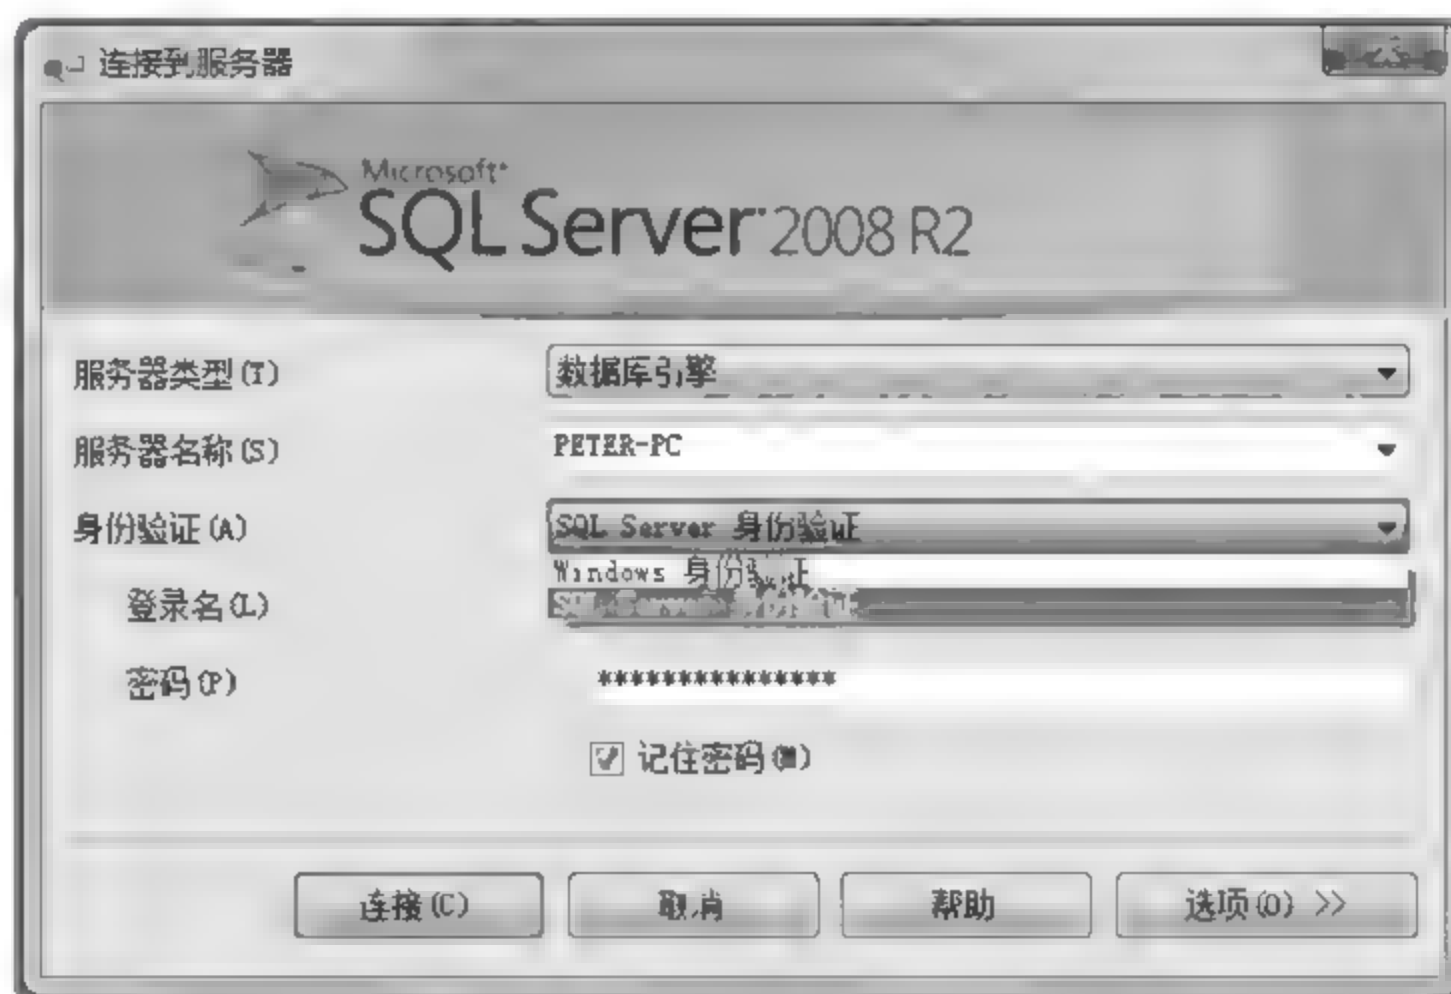 连接到服务器
Microsoft
SQL Server 2008 R2
服务器类型(T)
数据库引擎
服务器名称(S)
PETER-PC
身份验证(A)
SQL Server 身份验证
Windows 身份验证
登录名(L)
密码(P)
***************
记住密码
连接(C)
取消
帮助
选项(O) >>